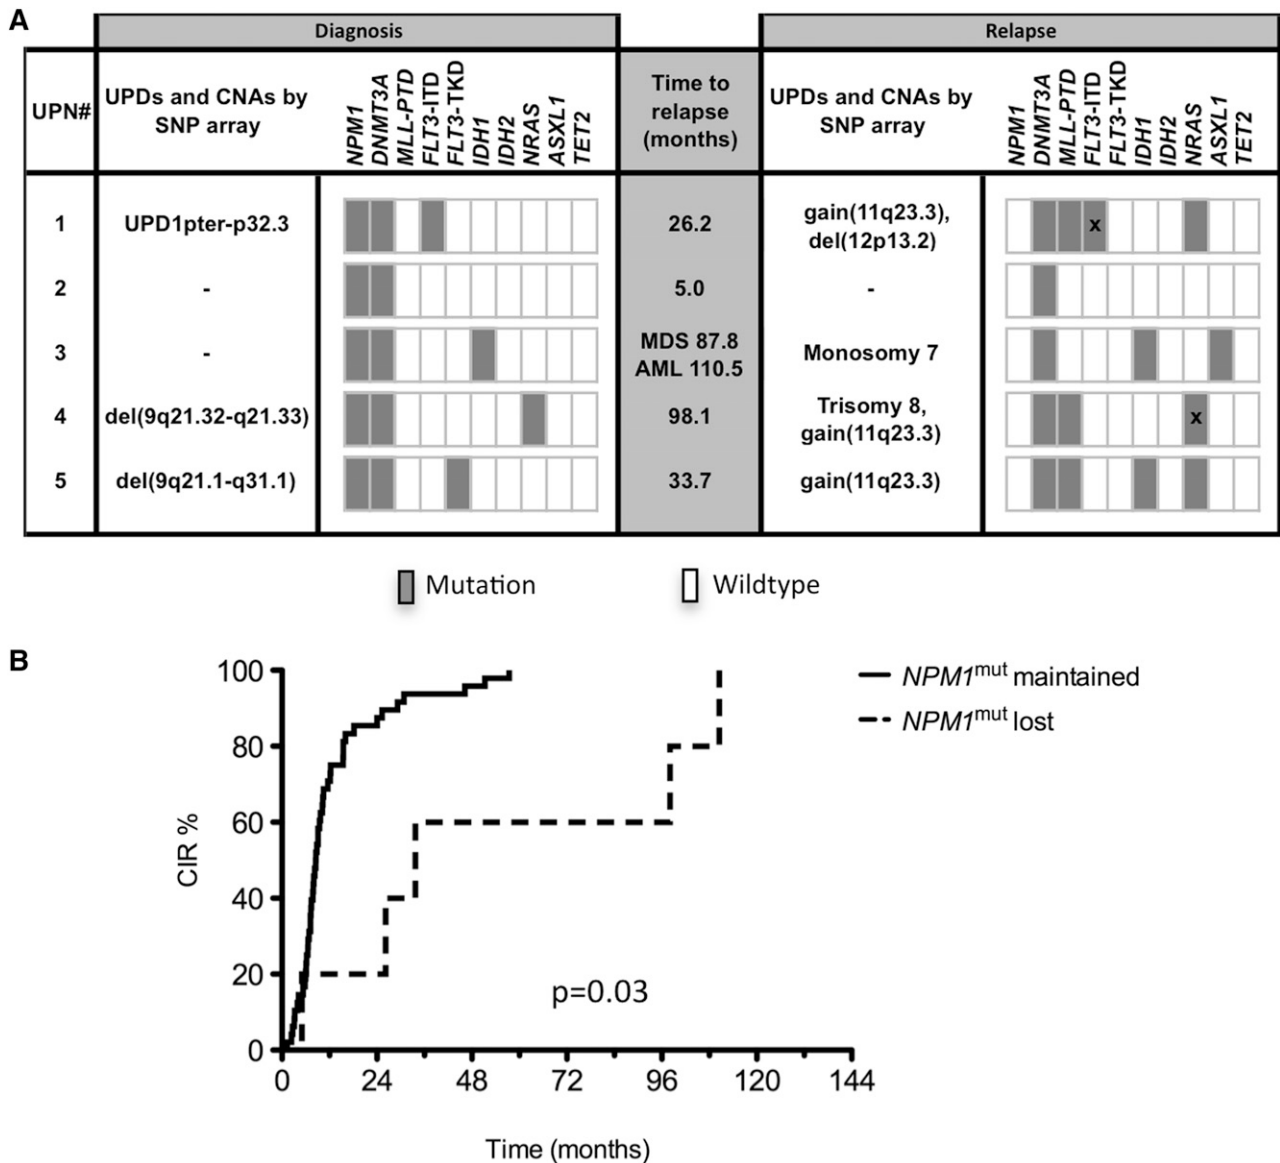 A
Diagnosis Relapse
UPN# UPDs and CNAs by SNP array NPM1 DNMT3A MLL-PTD FLT3-ITD FLT3-TKD IDH1 IDH2 NRAS ASXL1 TET2 Time to relapse (months) UPDs and CNAs by SNP array NPM1 DNMT3A MLL-PTD FLT3-ITD FLT3-TKD IDH1 IDH2 NRAS ASXL1 TET2
1 UPD1pter-p32.3 26.2 gain(11q23.3), del(12p13.2) x
2 - 5.0 -
3 - MDS 87.8 AML 110.5 Monosomy 7
4 del(9q21.32-q21.33) 98.1 Trisomy 8, gain(11q23.3) x
5 del(9q21.1-q31.1) 33.7 gain(11q23.3)
Mutation Wildtype
B
100
80
60
40
20
0
CIR %
NPM1mut maintained
NPM1mut lost
p=0.03
0 24 48 72 96 120 144
Time (months)